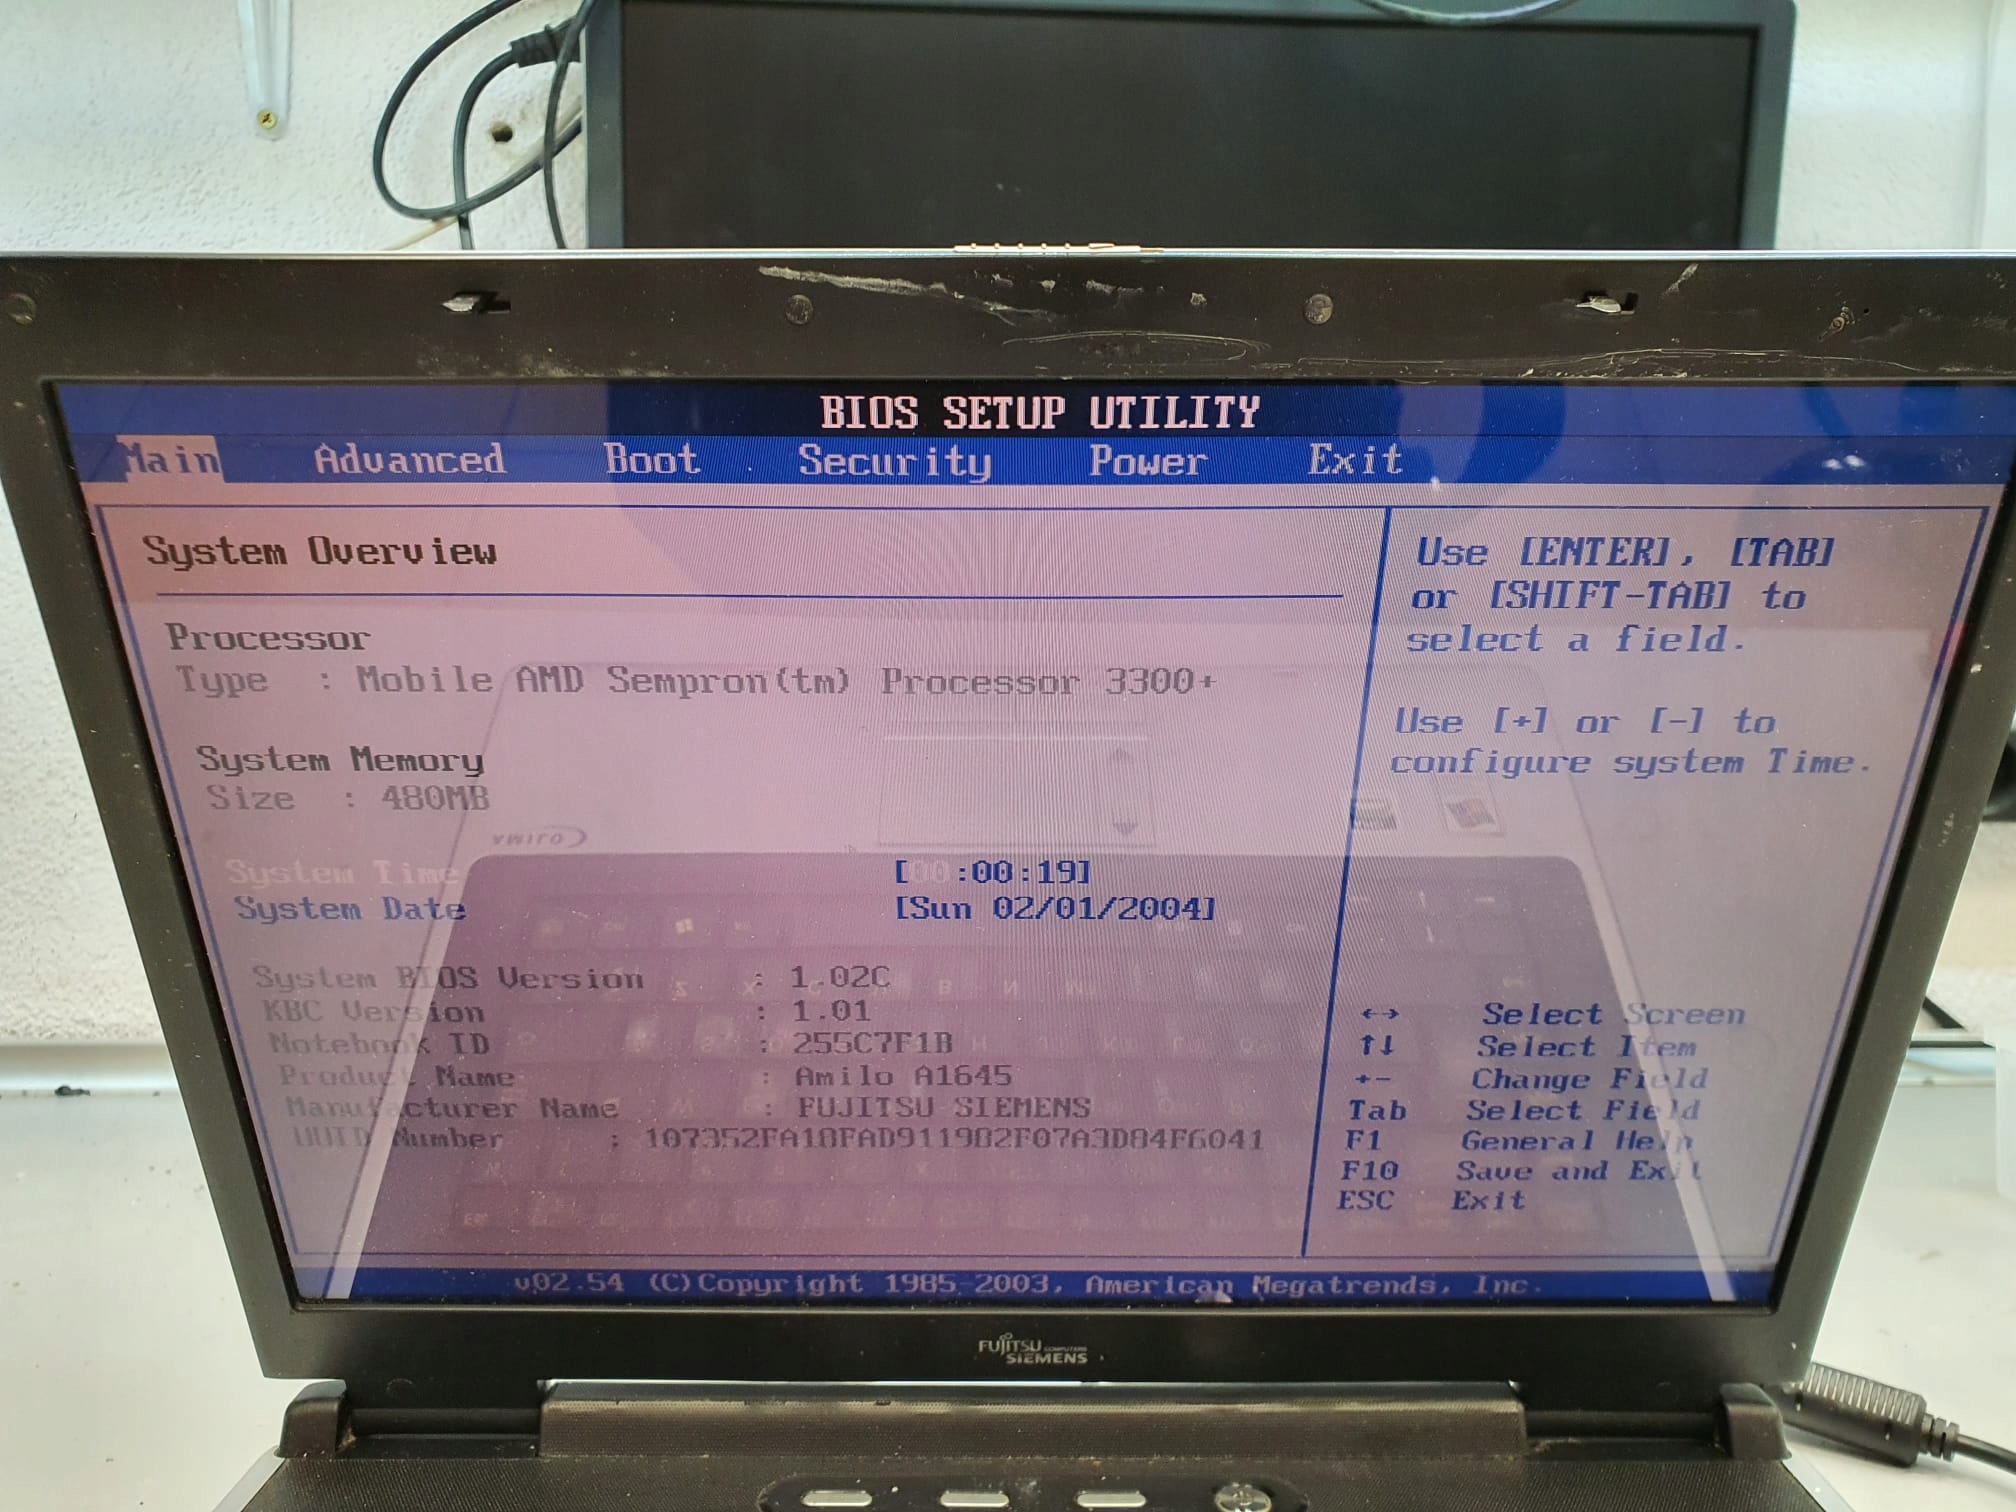 BIOS SETUP UTILITY
Main Advanced Boot Security Power Exit
System Overview
Processor
Type : Mobile AMD Sempron(tm) Processor 3300+
System Memory
Size : 480MB
System Time [00:00:19]
System Date [Sun 02/01/2004]
System BIOS Version : 1.02C
KBC Version : 1.01
Notebook ID : 255C7F1B
Product Name : Amilo A1645
Manufacturer Name : FUJITSU SIEMENS
UUID Number :
Use [ENTER], [TAB]
or [SHIFT-TAB] to
select a field.
Use [+] or [-] to
configure system Time.
←→ Select Screen
↑↓ Select Item
+- Change Field
Tab Select Field
F1 General Help
F10 Save and Exit
ESC Exit
v02.54 (C)Copyright 1985-2003, American Megatrends, Inc.
FUJITSU COMPUTERS
SIEMENS